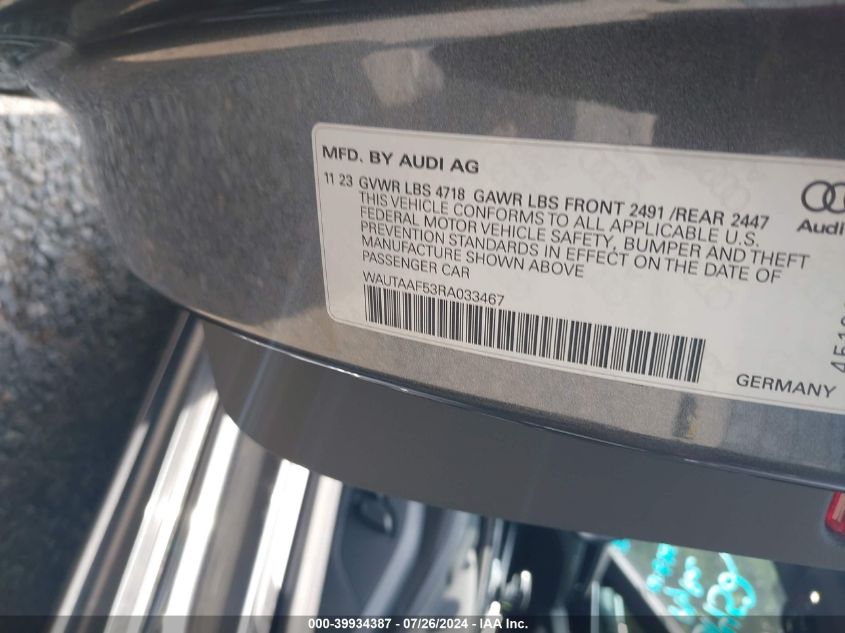 MFD. BY AUDI AG
11 23 GVWR LBS 4718 GAWR LBS FRONT 2491 /REAR 2447
THIS VEHICLE CONFORMS TO ALL APPLICABLE U.S.
FEDERAL MOTOR VEHICLE SAFETY, BUMPER AND THEFT
PREVENTION STANDARDS IN EFFECT ON THE DATE OF
MANUFACTURE SHOWN ABOVE
PASSENGER CAR
WAUTAAF53RA033467
Audi
GERMANY
000-39934387 - 07/26/2024 - IAA Inc.